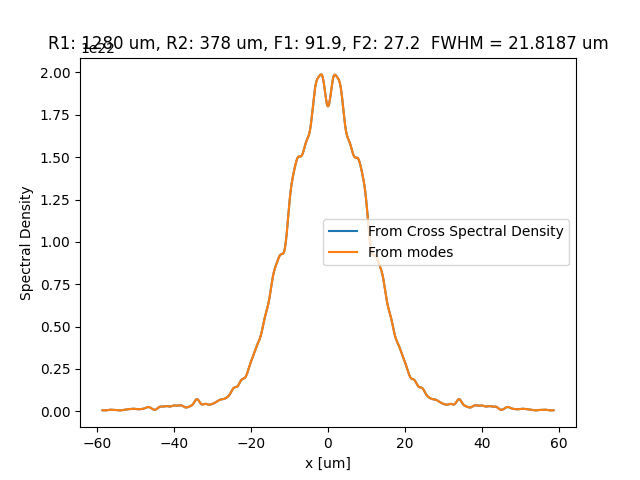 R1: 1280 um, R2: 378 um, F1: 91.9, F2: 27.2  FWHM = 21.8187 um
1e22
2.00
1.75
1.50
1.25
1.00
0.75
0.50
0.25
0.00
Spectral Density
From Cross Spectral Density
From modes
−60
−40
−20
0
20
40
60
x [um]